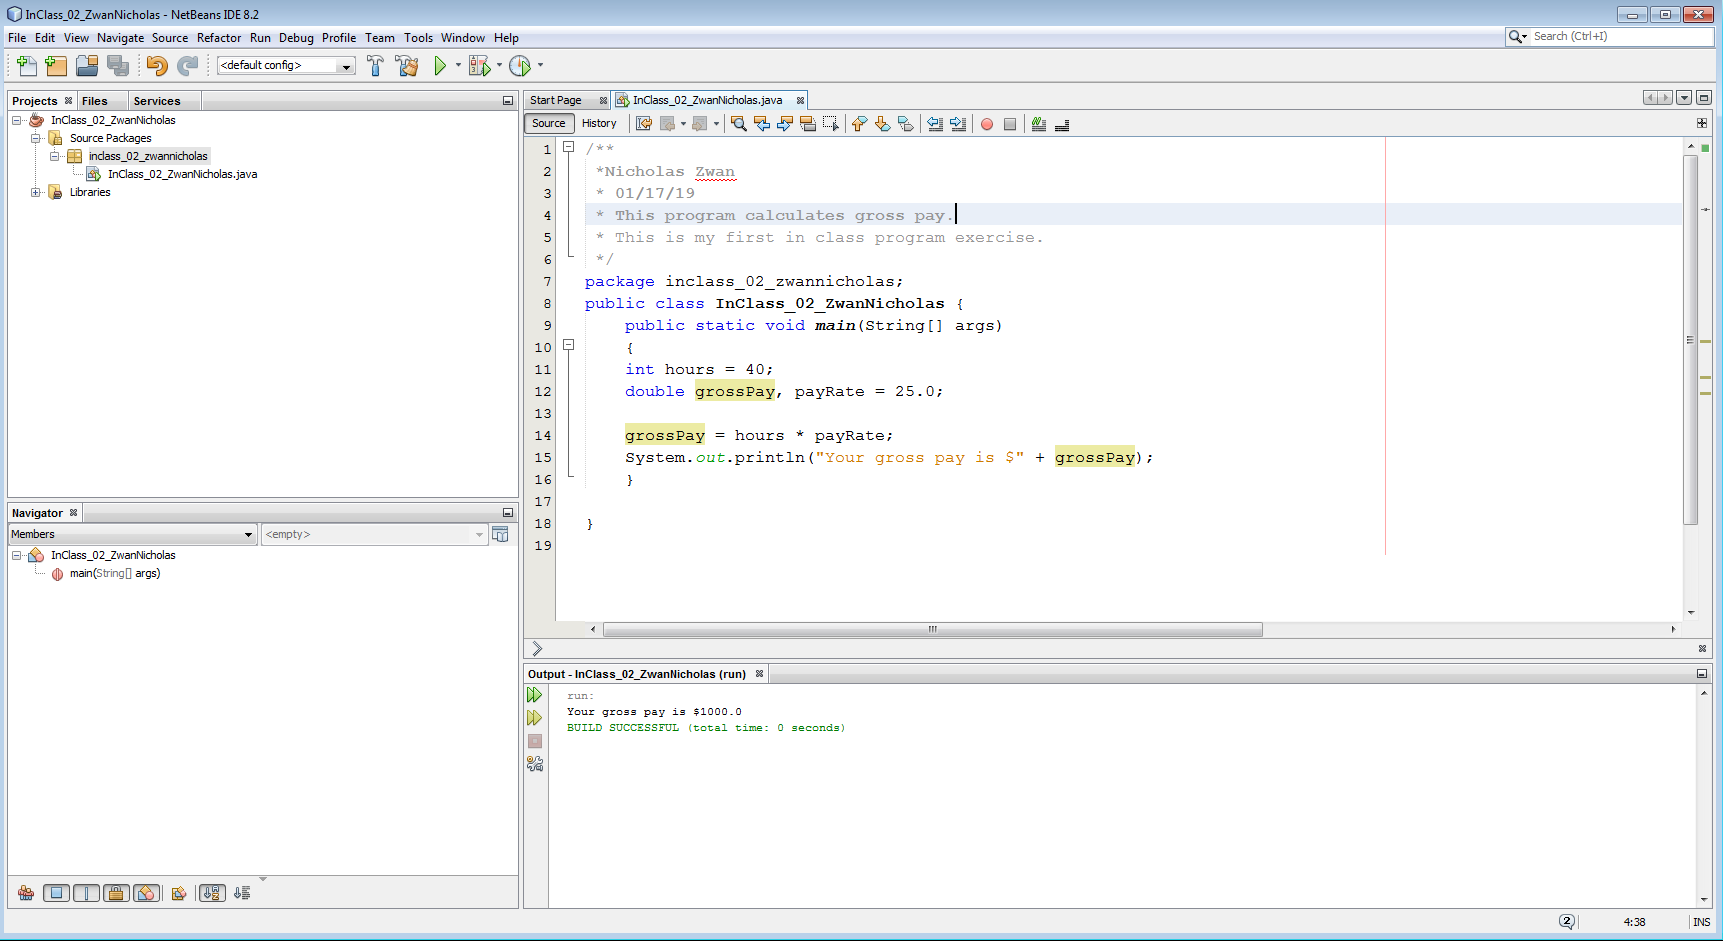 InClass_02_ZwanNicholas - NetBeans IDE 8.2
File Edit View Navigate Source Refactor Run Debug Profile Team Tools Window Help
Search (Ctrl+I)
<default config>
Projects Files Services
InClass_02_ZwanNicholas
Source Packages
inclass_02_zwannicholas
InClass_02_ZwanNicholas.java
Libraries
Navigator
Members
<empty>
InClass_02_ZwanNicholas
main(String[] args)
Start Page InClass_02_ZwanNicholas.java
Source History
1 /**
2 *Nicholas Zwan
3 * 01/17/19
4 * This program calculates gross pay.
5 * This is my first in class program exercise.
6 */
7 package inclass_02_zwannicholas;
8 public class InClass_02_ZwanNicholas {
9 public static void main(String[] args)
10 {
11 int hours = 40;
12 double grossPay, payRate = 25.0;
13
14 grossPay = hours * payRate;
15 System.out.println("Your gross pay is $" + grossPay);
16 }
17
18 }
19
Output - InClass_02_ZwanNicholas (run)
run:
Your gross pay is $1000.0
BUILD SUCCESSFUL (total time: 0 seconds)
2
4:38
INS